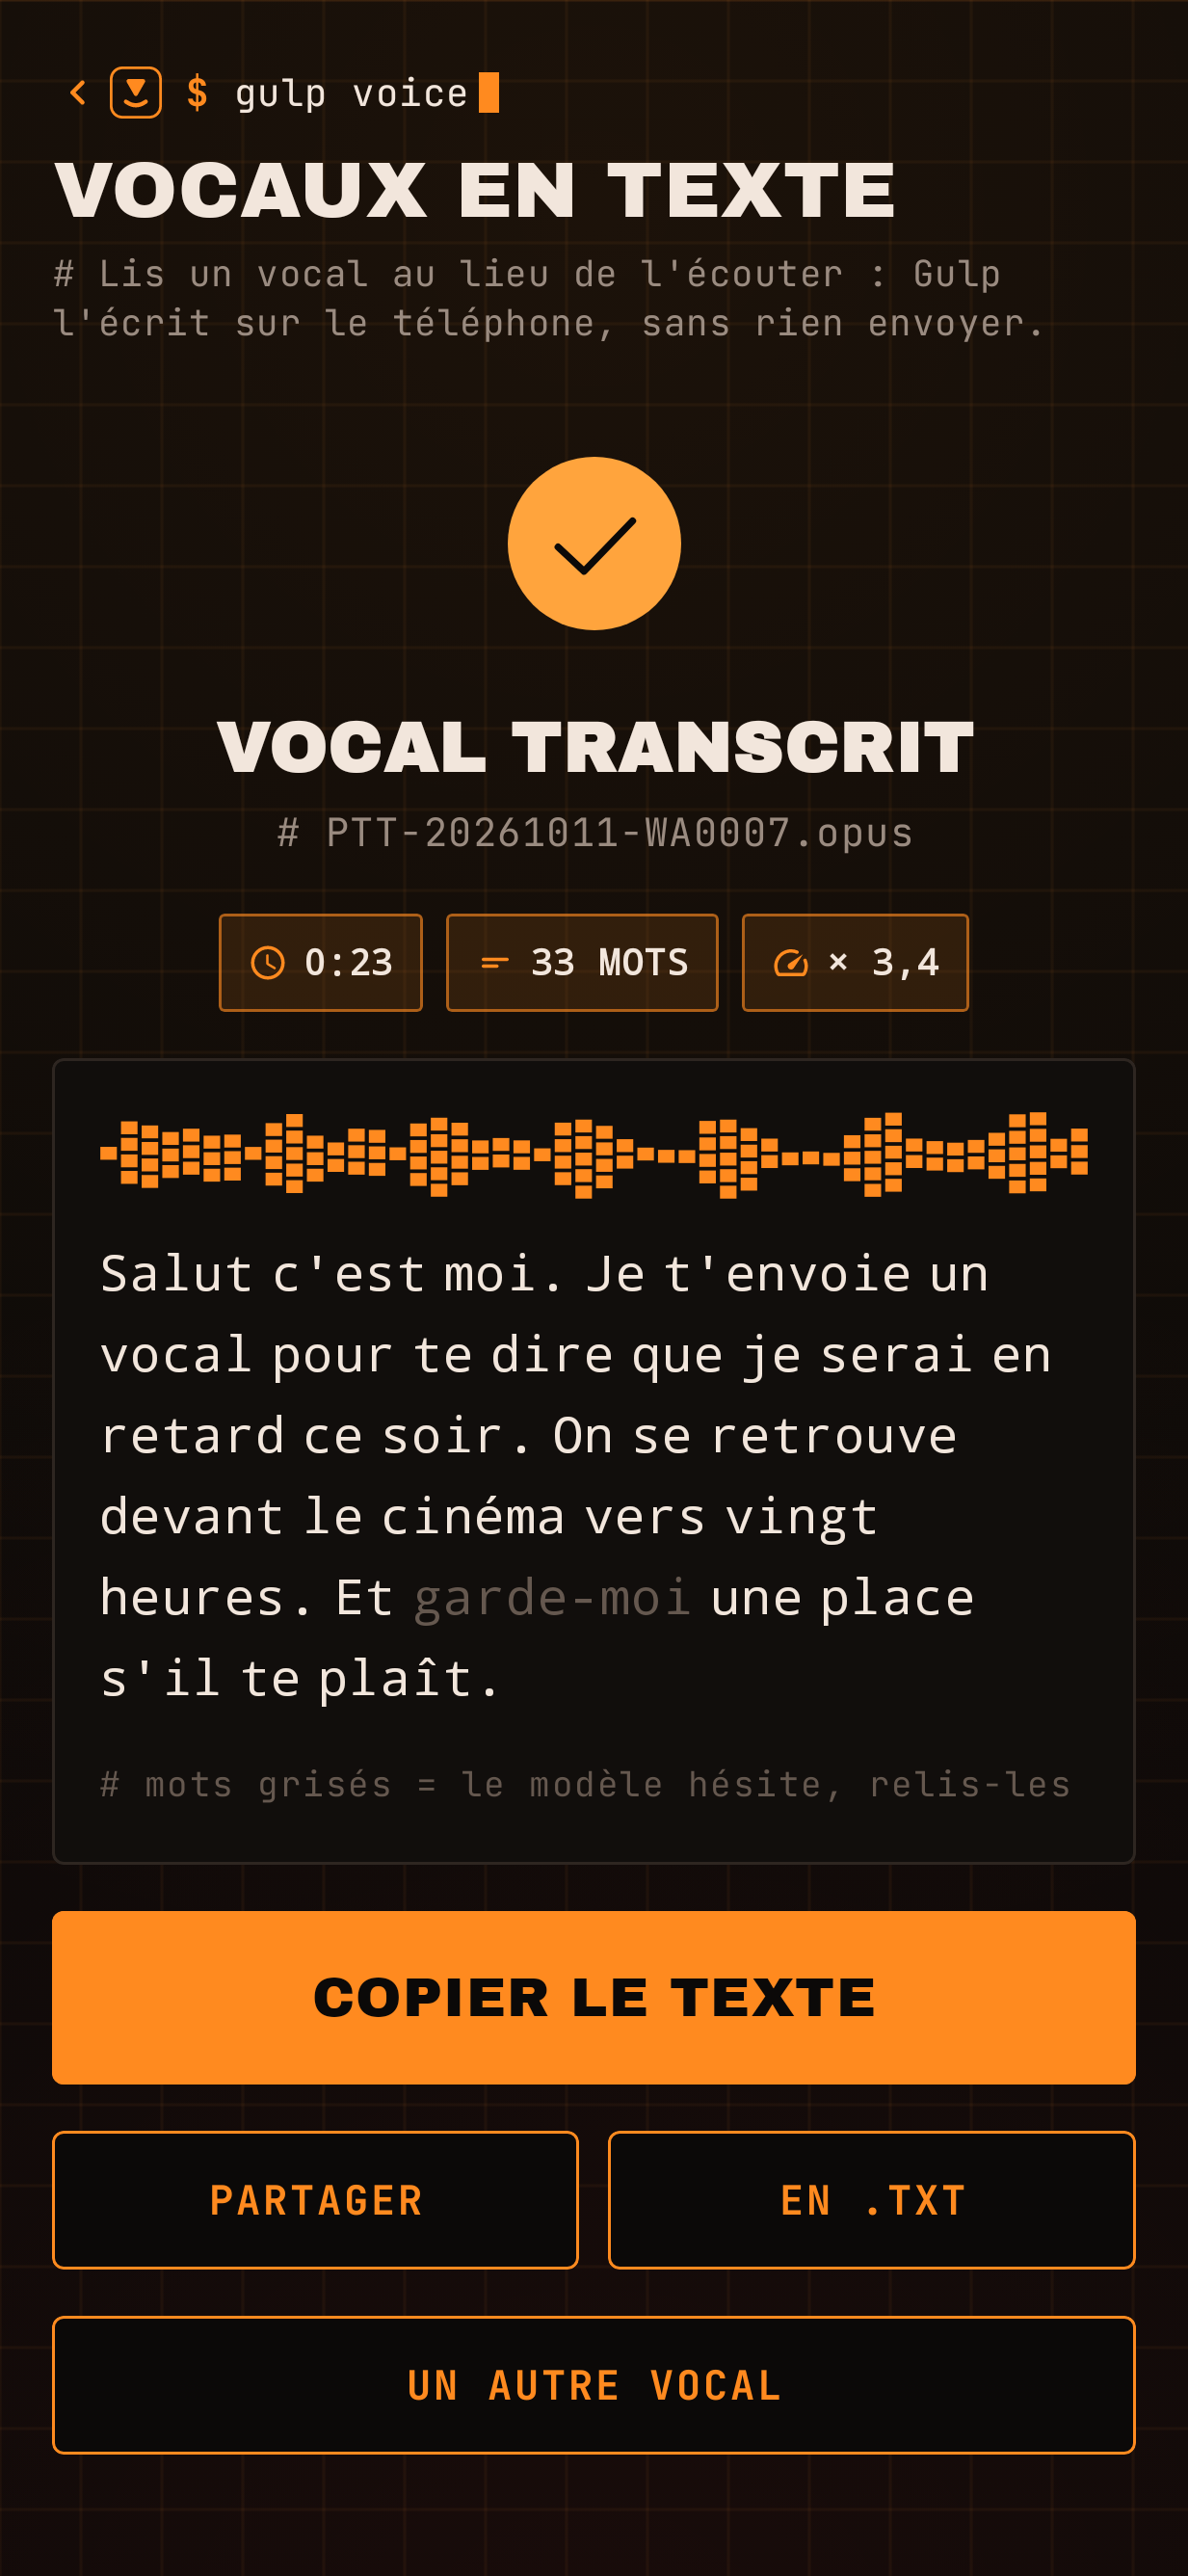 $ gulp voice
VOCAUX EN TEXTE
# Lis un vocal au lieu de l'écouter : Gulp
l'écrit sur le téléphone, sans rien envoyer.
VOCAL TRANSCRIT
# PTT-20261011-WA0007.opus
0:23 33 MOTS × 3,4
Salut c'est moi. Je t'envoie un
vocal pour te dire que je serai en
retard ce soir. On se retrouve
devant le cinéma vers vingt
heures. Et garde-moi une place
s'il te plaît.
# mots grisés = le modèle hésite, relis-les
COPIER LE TEXTE
PARTAGER EN .TXT
UN AUTRE VOCAL